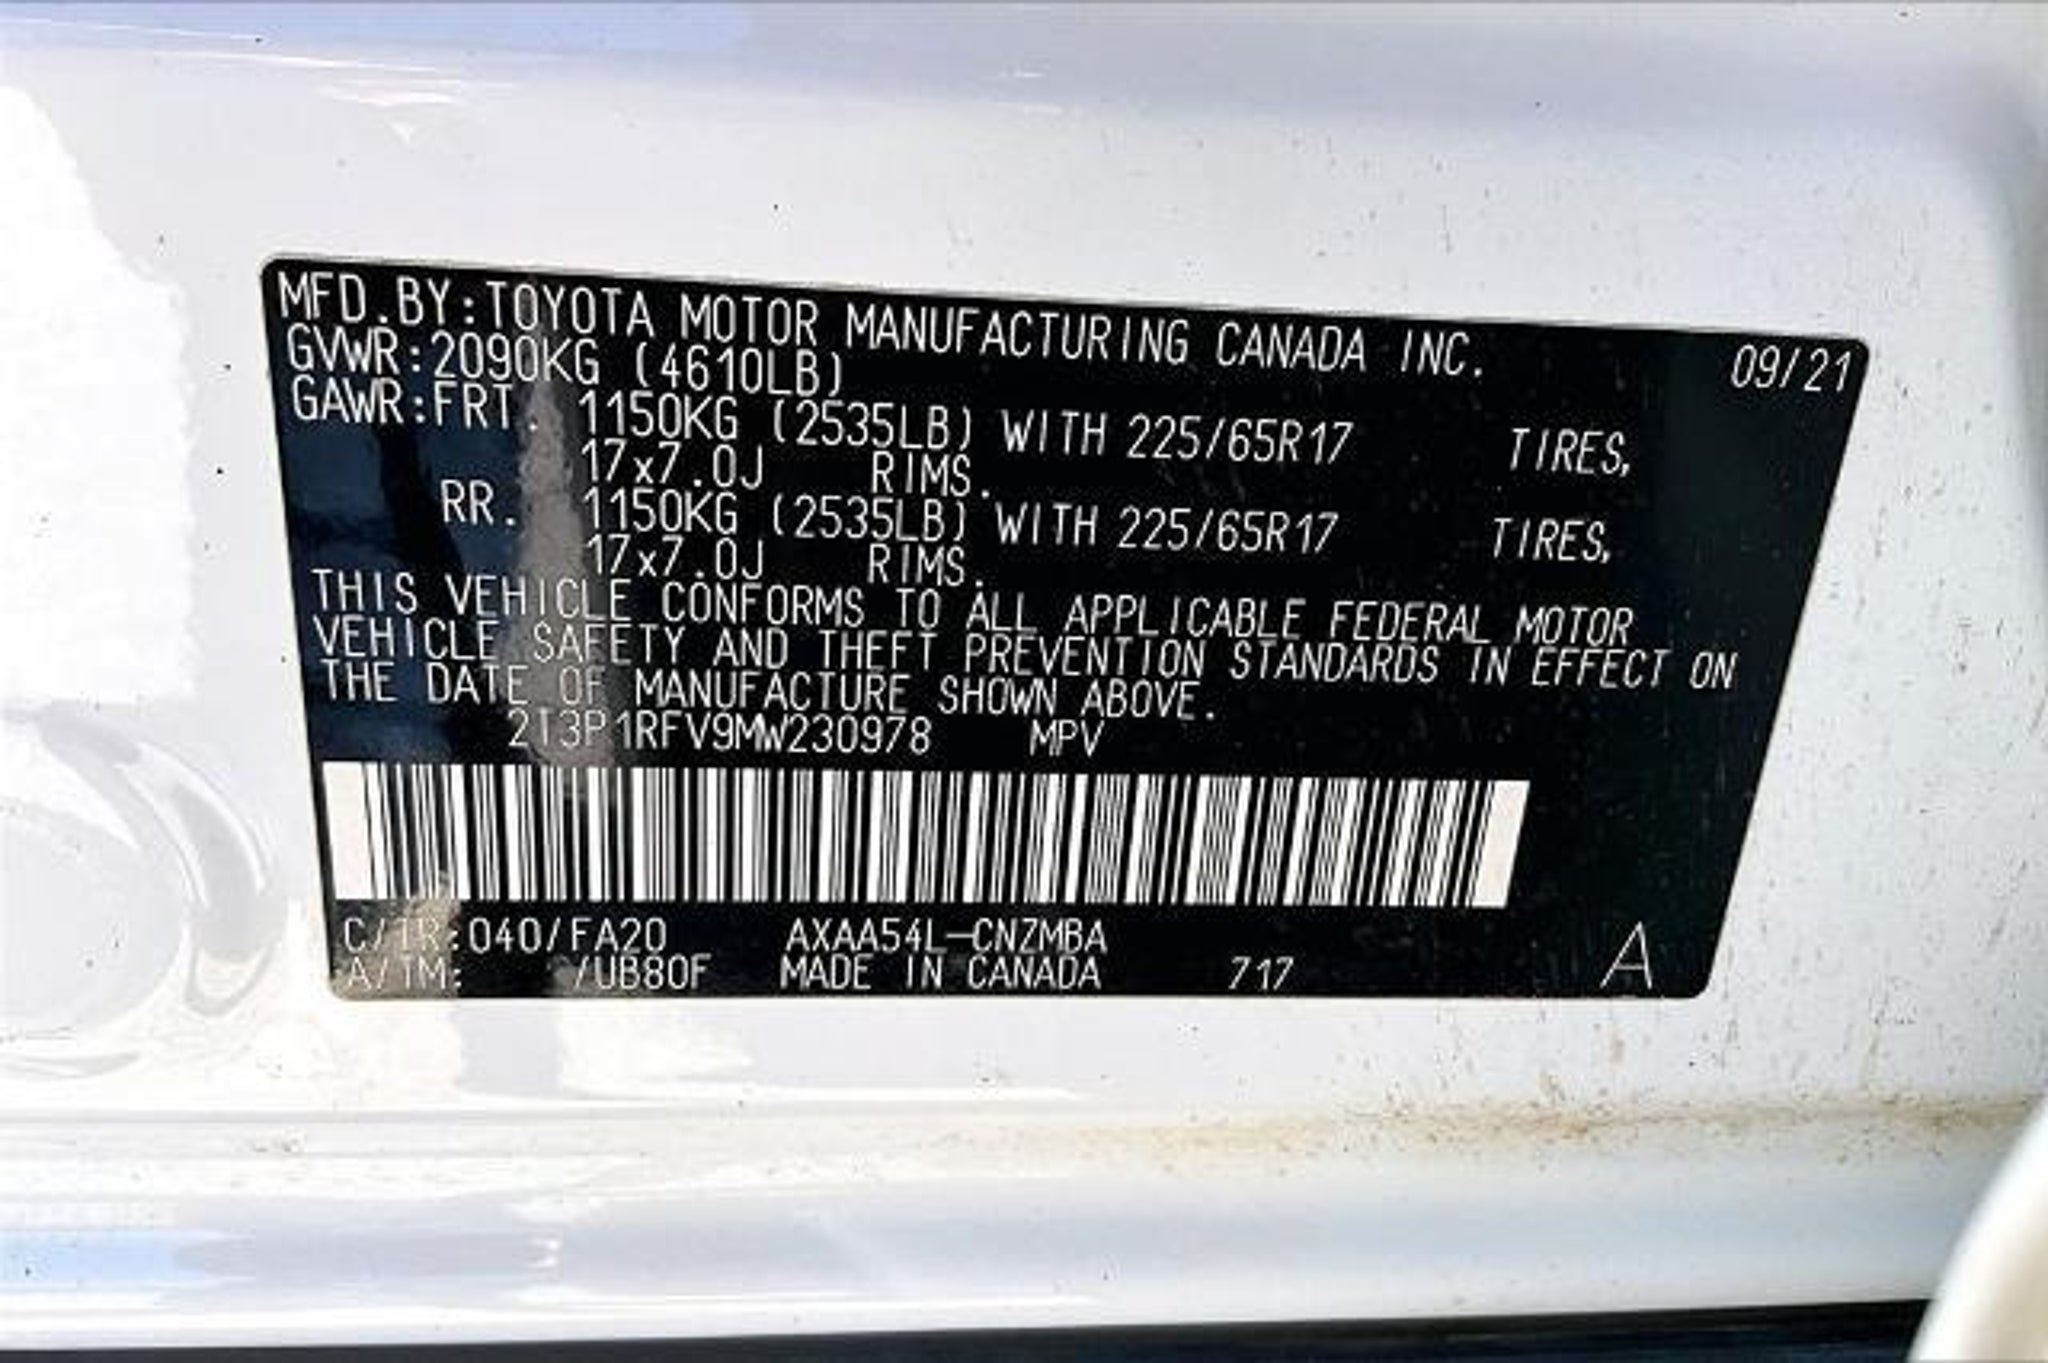 MFD.BY:TOYOTA MOTOR MANUFACTURING CANADA INC. 09/21
GVWR:2090KG (4610LB)
GAWR:FRT. 1150KG (2535LB) WITH 225/65R17 TIRES,
17x7.0J RIMS.
RR. 1150KG (2535LB) WITH 225/65R17 TIRES,
17x7.0J RIMS.
THIS VEHICLE CONFORMS TO ALL APPLICABLE FEDERAL MOTOR
VEHICLE SAFETY AND THEFT PREVENTION STANDARDS IN EFFECT ON
THE DATE OF MANUFACTURE SHOWN ABOVE.
2T3P1RFV9MW230978 MPV
C/TR:040/FA20 AXAA54L-CNZMBA A
A/TM: /UB80F MADE IN CANADA 717